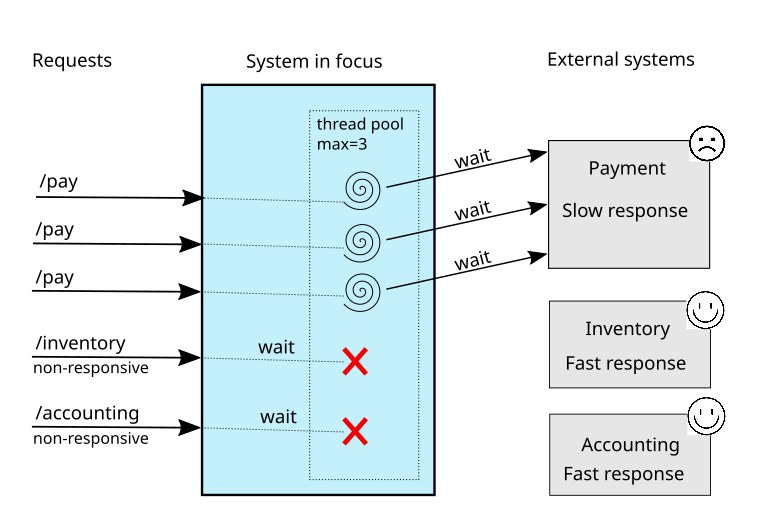 Requests
System in focus
External systems
thread pool
max=3
/pay
/pay
/pay
/inventory
non-responsive
/accounting
non-responsive
wait
wait
wait
wait
wait
Payment
Slow response
Inventory
Fast response
Accounting
Fast response